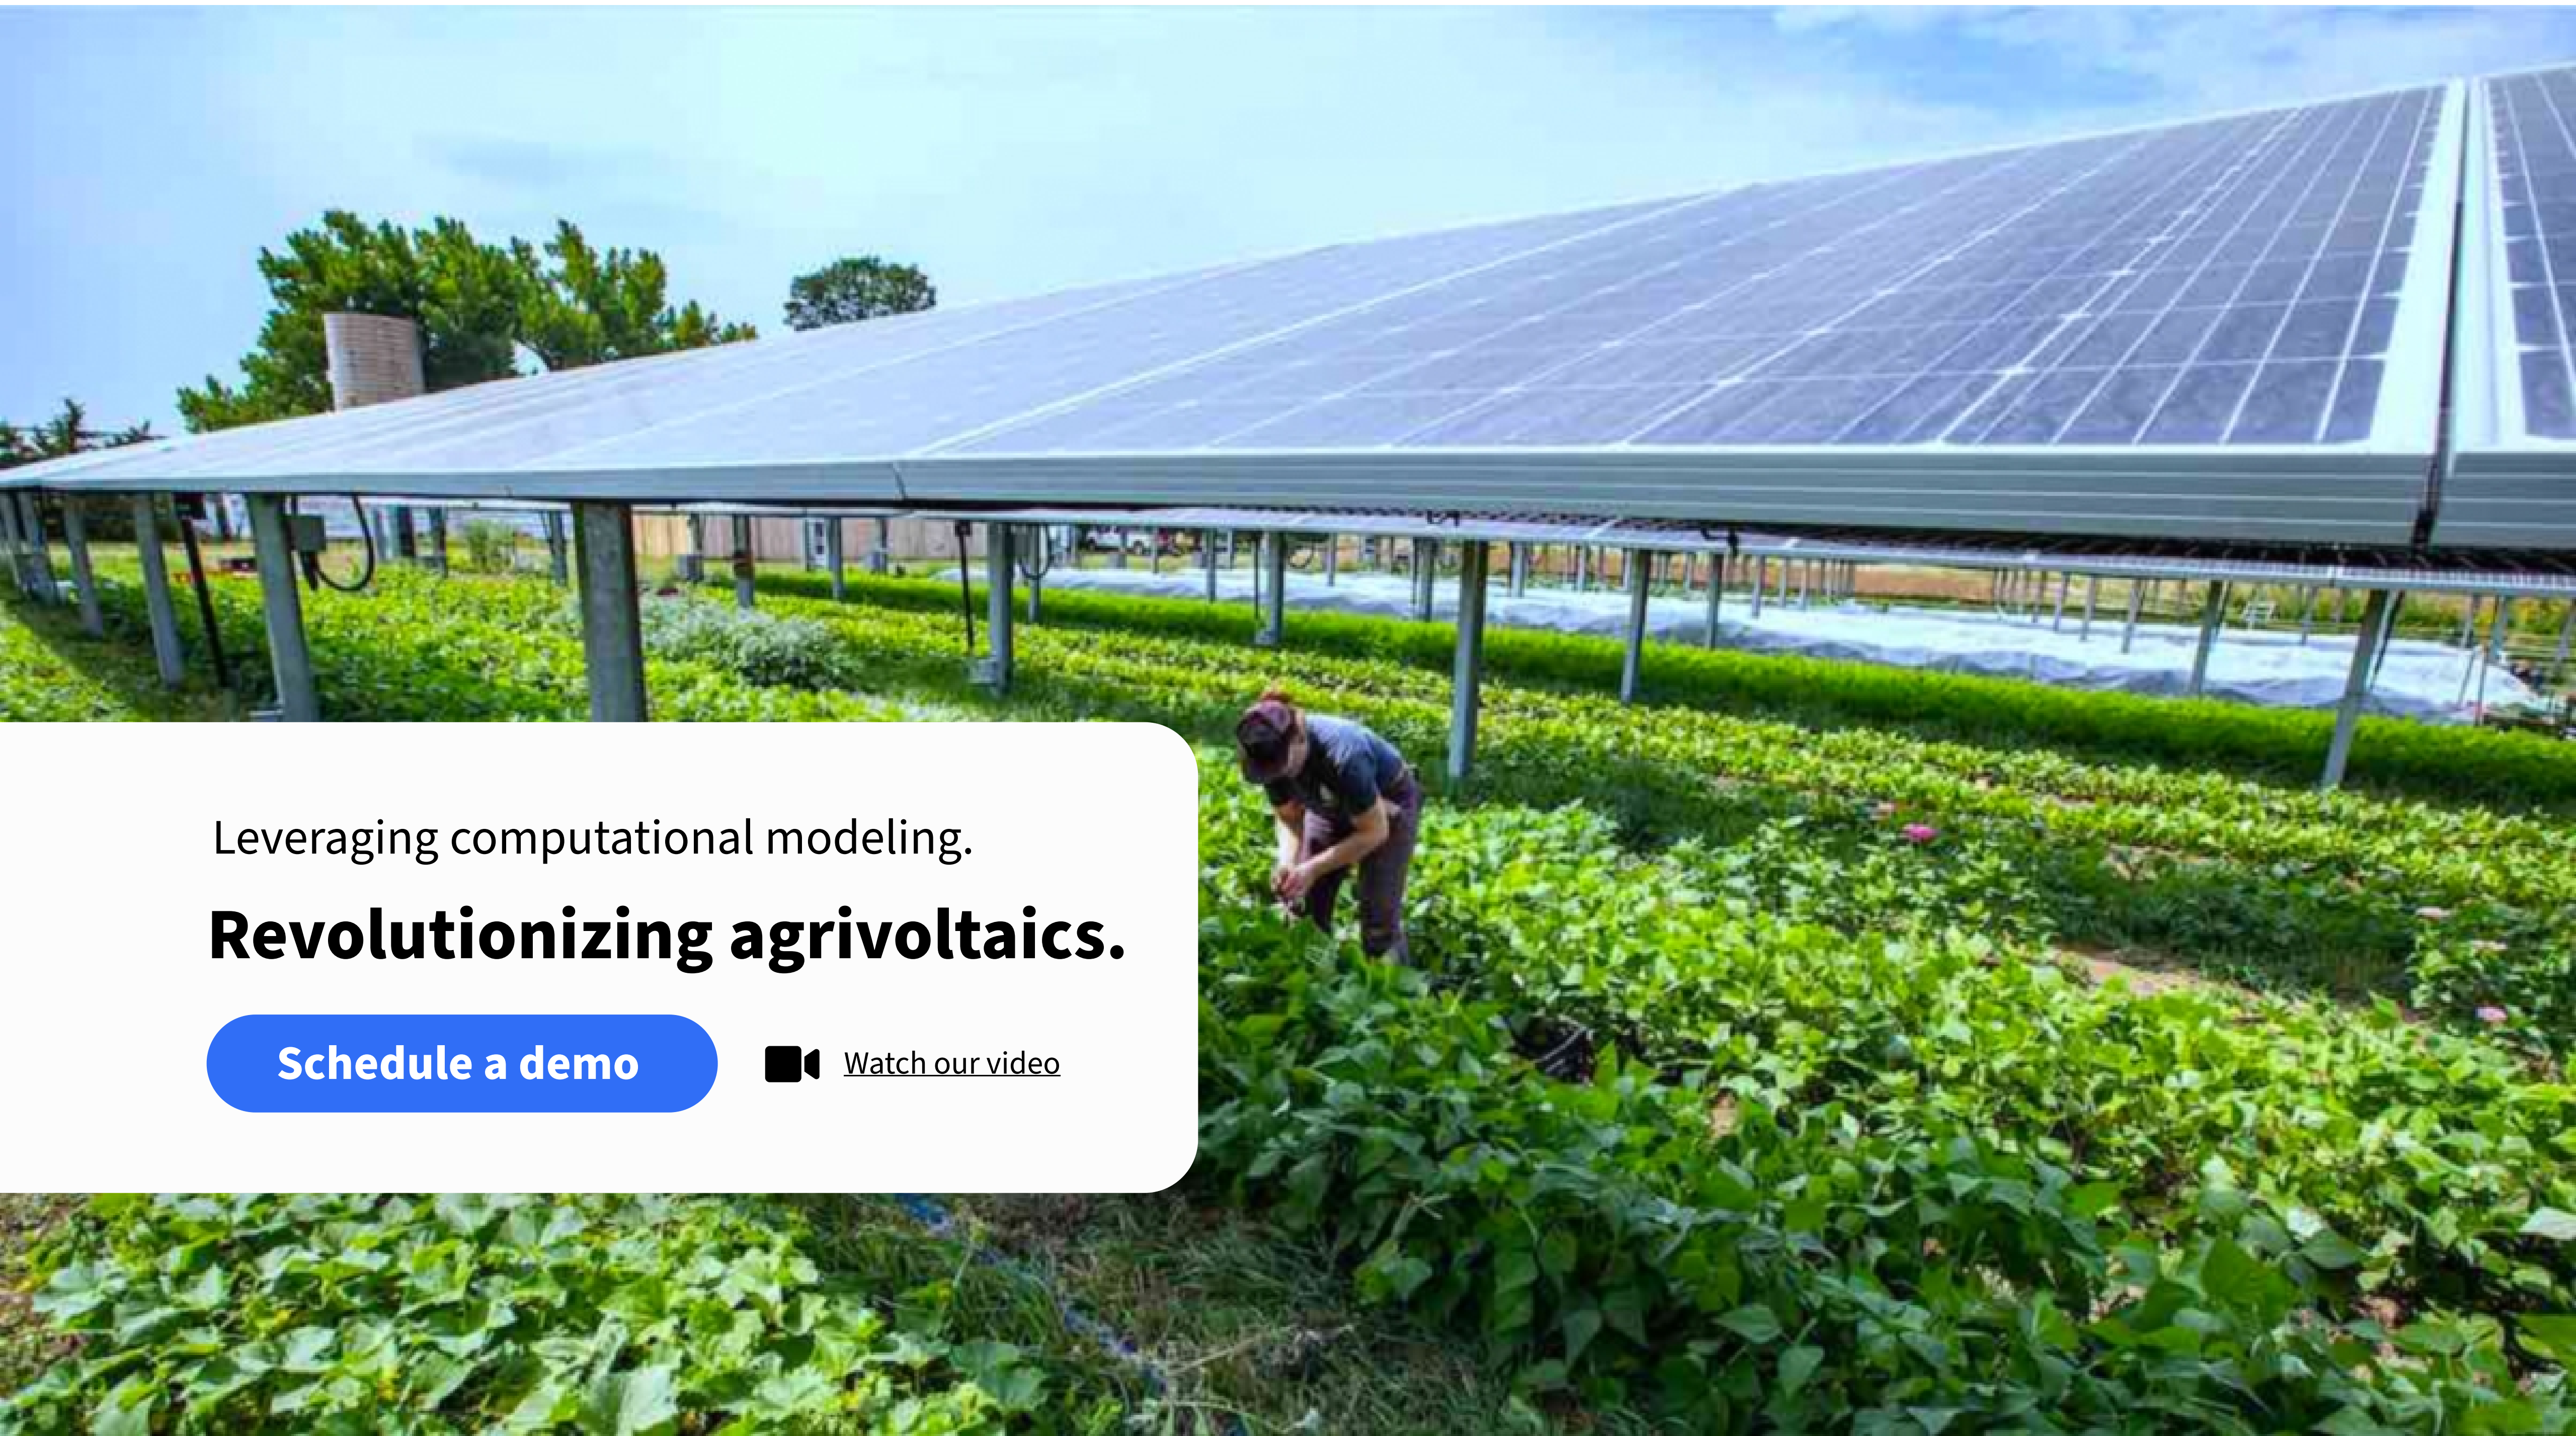 Leveraging computational modeling.
Revolutionizing agrivoltaics.
Schedule a demo
Watch our video